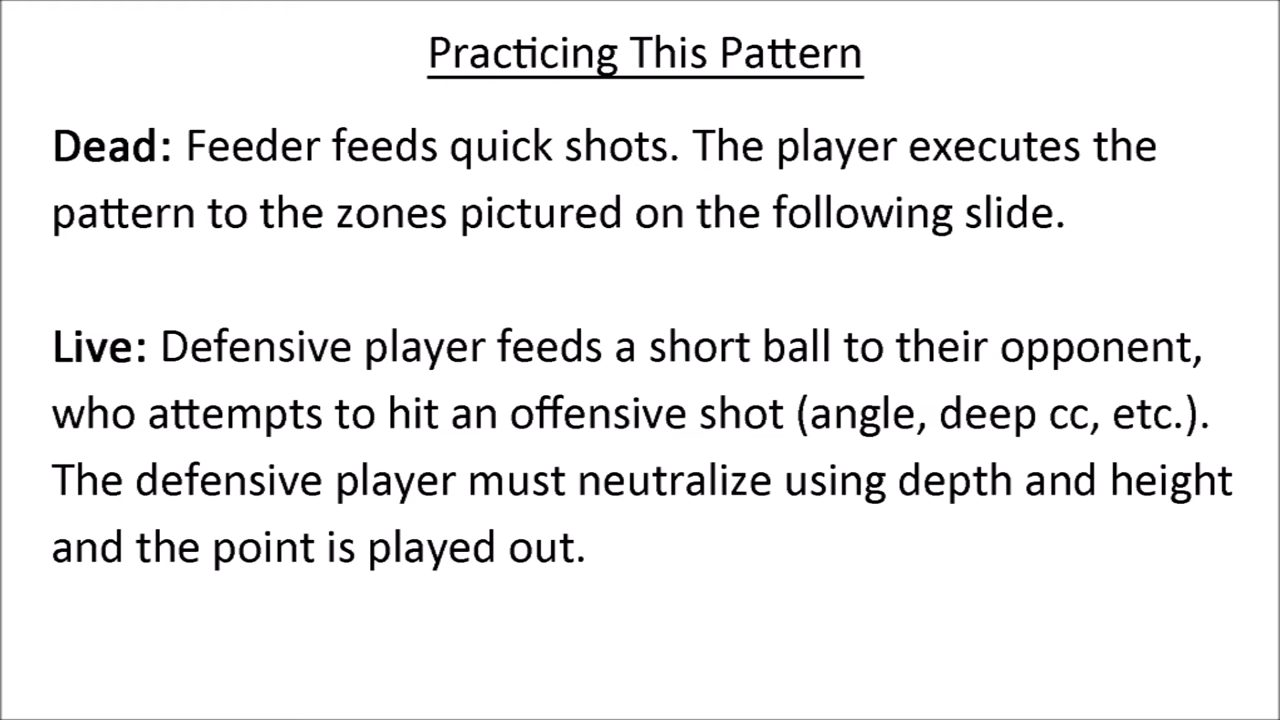 Practicing This Pattern
Dead: Feeder feeds quick shots. The player executes the
pattern to the zones pictured on the following slide.
Live: Defensive player feeds a short ball to their opponent,
who attempts to hit an offensive shot (angle, deep cc, etc.).
The defensive player must neutralize using depth and height
and the point is played out.